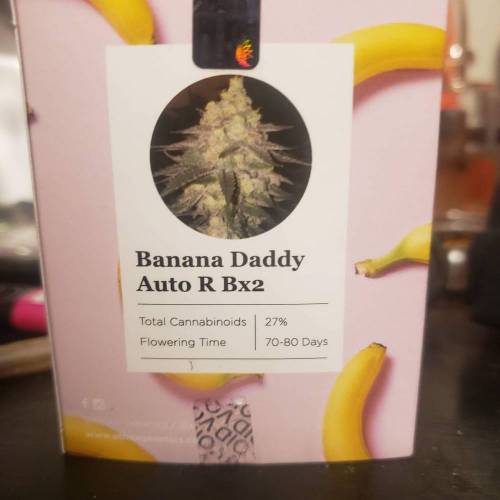 Banana Daddy
Auto R Bx2
Total Cannabinoids 27%
Flowering Time 70-80 Days